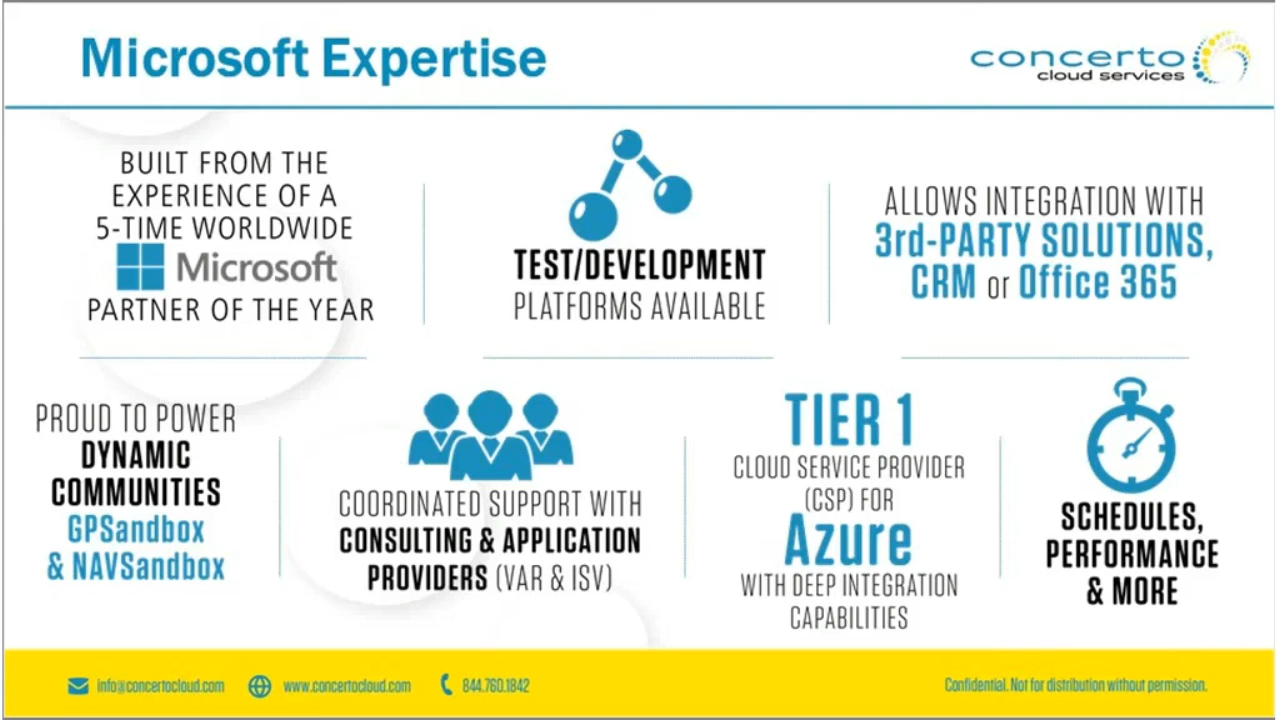 Microsoft Expertise
concerto
cloud services
BUILT FROM THE
EXPERIENCE OF A
5-TIME WORLDWIDE
Microsoft
PARTNER OF THE YEAR
TEST/DEVELOPMENT
PLATFORMS AVAILABLE
ALLOWS INTEGRATION WITH
3rd-PARTY SOLUTIONS,
CRM or Office 365
PROUD TO POWER
DYNAMIC
COMMUNITIES
GPSandbox
& NAVSandbox
COORDINATED SUPPORT WITH
CONSULTING & APPLICATION
PROVIDERS (VAR & ISV)
TIER 1
CLOUD SERVICE PROVIDER
(CSP) FOR
Azure
WITH DEEP INTEGRATION
CAPABILITIES
SCHEDULES,
PERFORMANCE
& MORE
info@concertocloud.com
www.concertocloud.com
844.760.1842
Confidential. Not for distribution without permission.